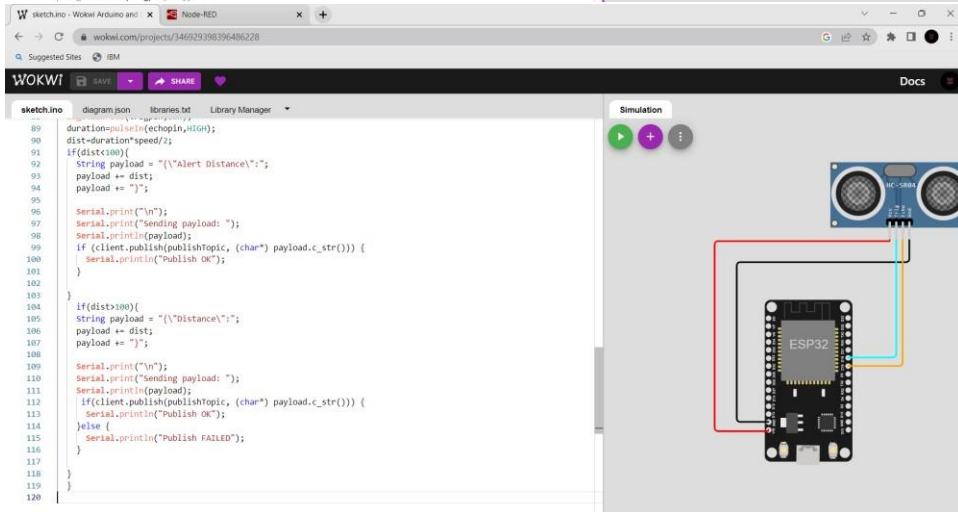 sketch.ino - Wokwi Arduino and
Node-RED
wokwi.com/projects/346929398396486228
Suggested Sites
IBM
WOKWI
SAVE
SHARE
Docs
sketch.ino
diagram.json
libraries.txt
Library Manager
Simulation
89 duration=pulseIn(echopin,HIGH);
90 dist=duration*speed/2;
91 if(dist<100){
92 String payload = "{\"Alert Distance\":";
93 payload += dist;
94 payload += "}";
95
96 Serial.print("\n");
97 Serial.print("Sending payload: ");
98 Serial.println(payload);
99 if (client.publish(publishTopic, (char*) payload.c_str())) {
100 Serial.println("Publish OK");
101 }
102
103 }
104 if(dist>100){
105 String payload = "{\"Distance\":";
106 payload += dist;
107 payload += "}";
108
109 Serial.print("\n");
110 Serial.print("Sending payload: ");
111 Serial.println(payload);
112 if(client.publish(publishTopic, (char*) payload.c_str())) {
113 Serial.println("Publish OK");
114 }else {
115 Serial.println("Publish FAILED");
116 }
117
118 }
119 }
120
HC-SR04
ESP32